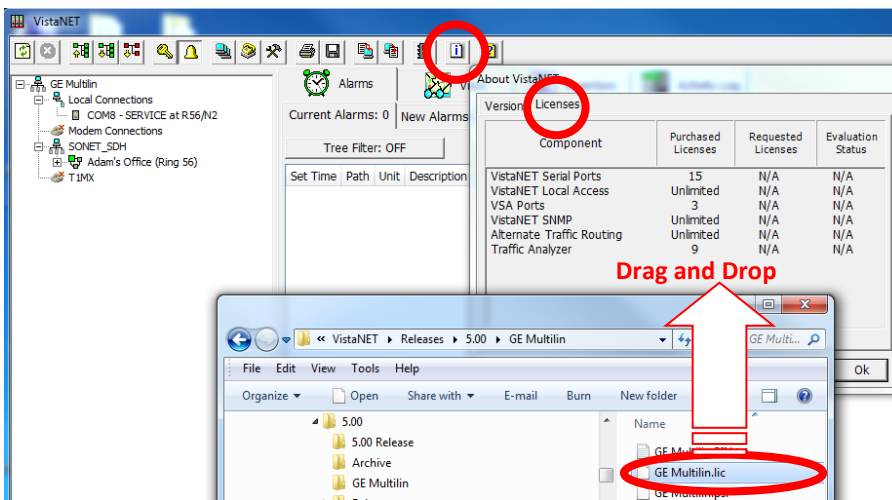 VistaNET
GE Multilin
Local Connections
COM8 - SERVICE at R56/N2
Modem Connections
SONET_SDH
Adam's Office (Ring 56)
T1MX
Alarms
Current Alarms: 0
New Alarms
Tree Filter: OFF
Set Time
Path
Unit
Description
About VistaNET
Version
Licenses
Component
Purchased Licenses
Requested Licenses
Evaluation Status
VistaNET Serial Ports 15 N/A N/A
VistaNET Local Access Unlimited N/A N/A
VSA Ports 3 N/A N/A
VistaNET SNMP Unlimited N/A N/A
Alternate Traffic Routing Unlimited N/A N/A
Traffic Analyzer 9 N/A N/A
Drag and Drop
Ok
« VistaNET ▸ Releases ▸ 5.00 ▸ GE Multilin
GE Multi...
File Edit View Tools Help
Organize Open Share with E-mail Burn New folder
5.00
5.00 Release
Archive
GE Multilin
Name
GE Multilin.lic